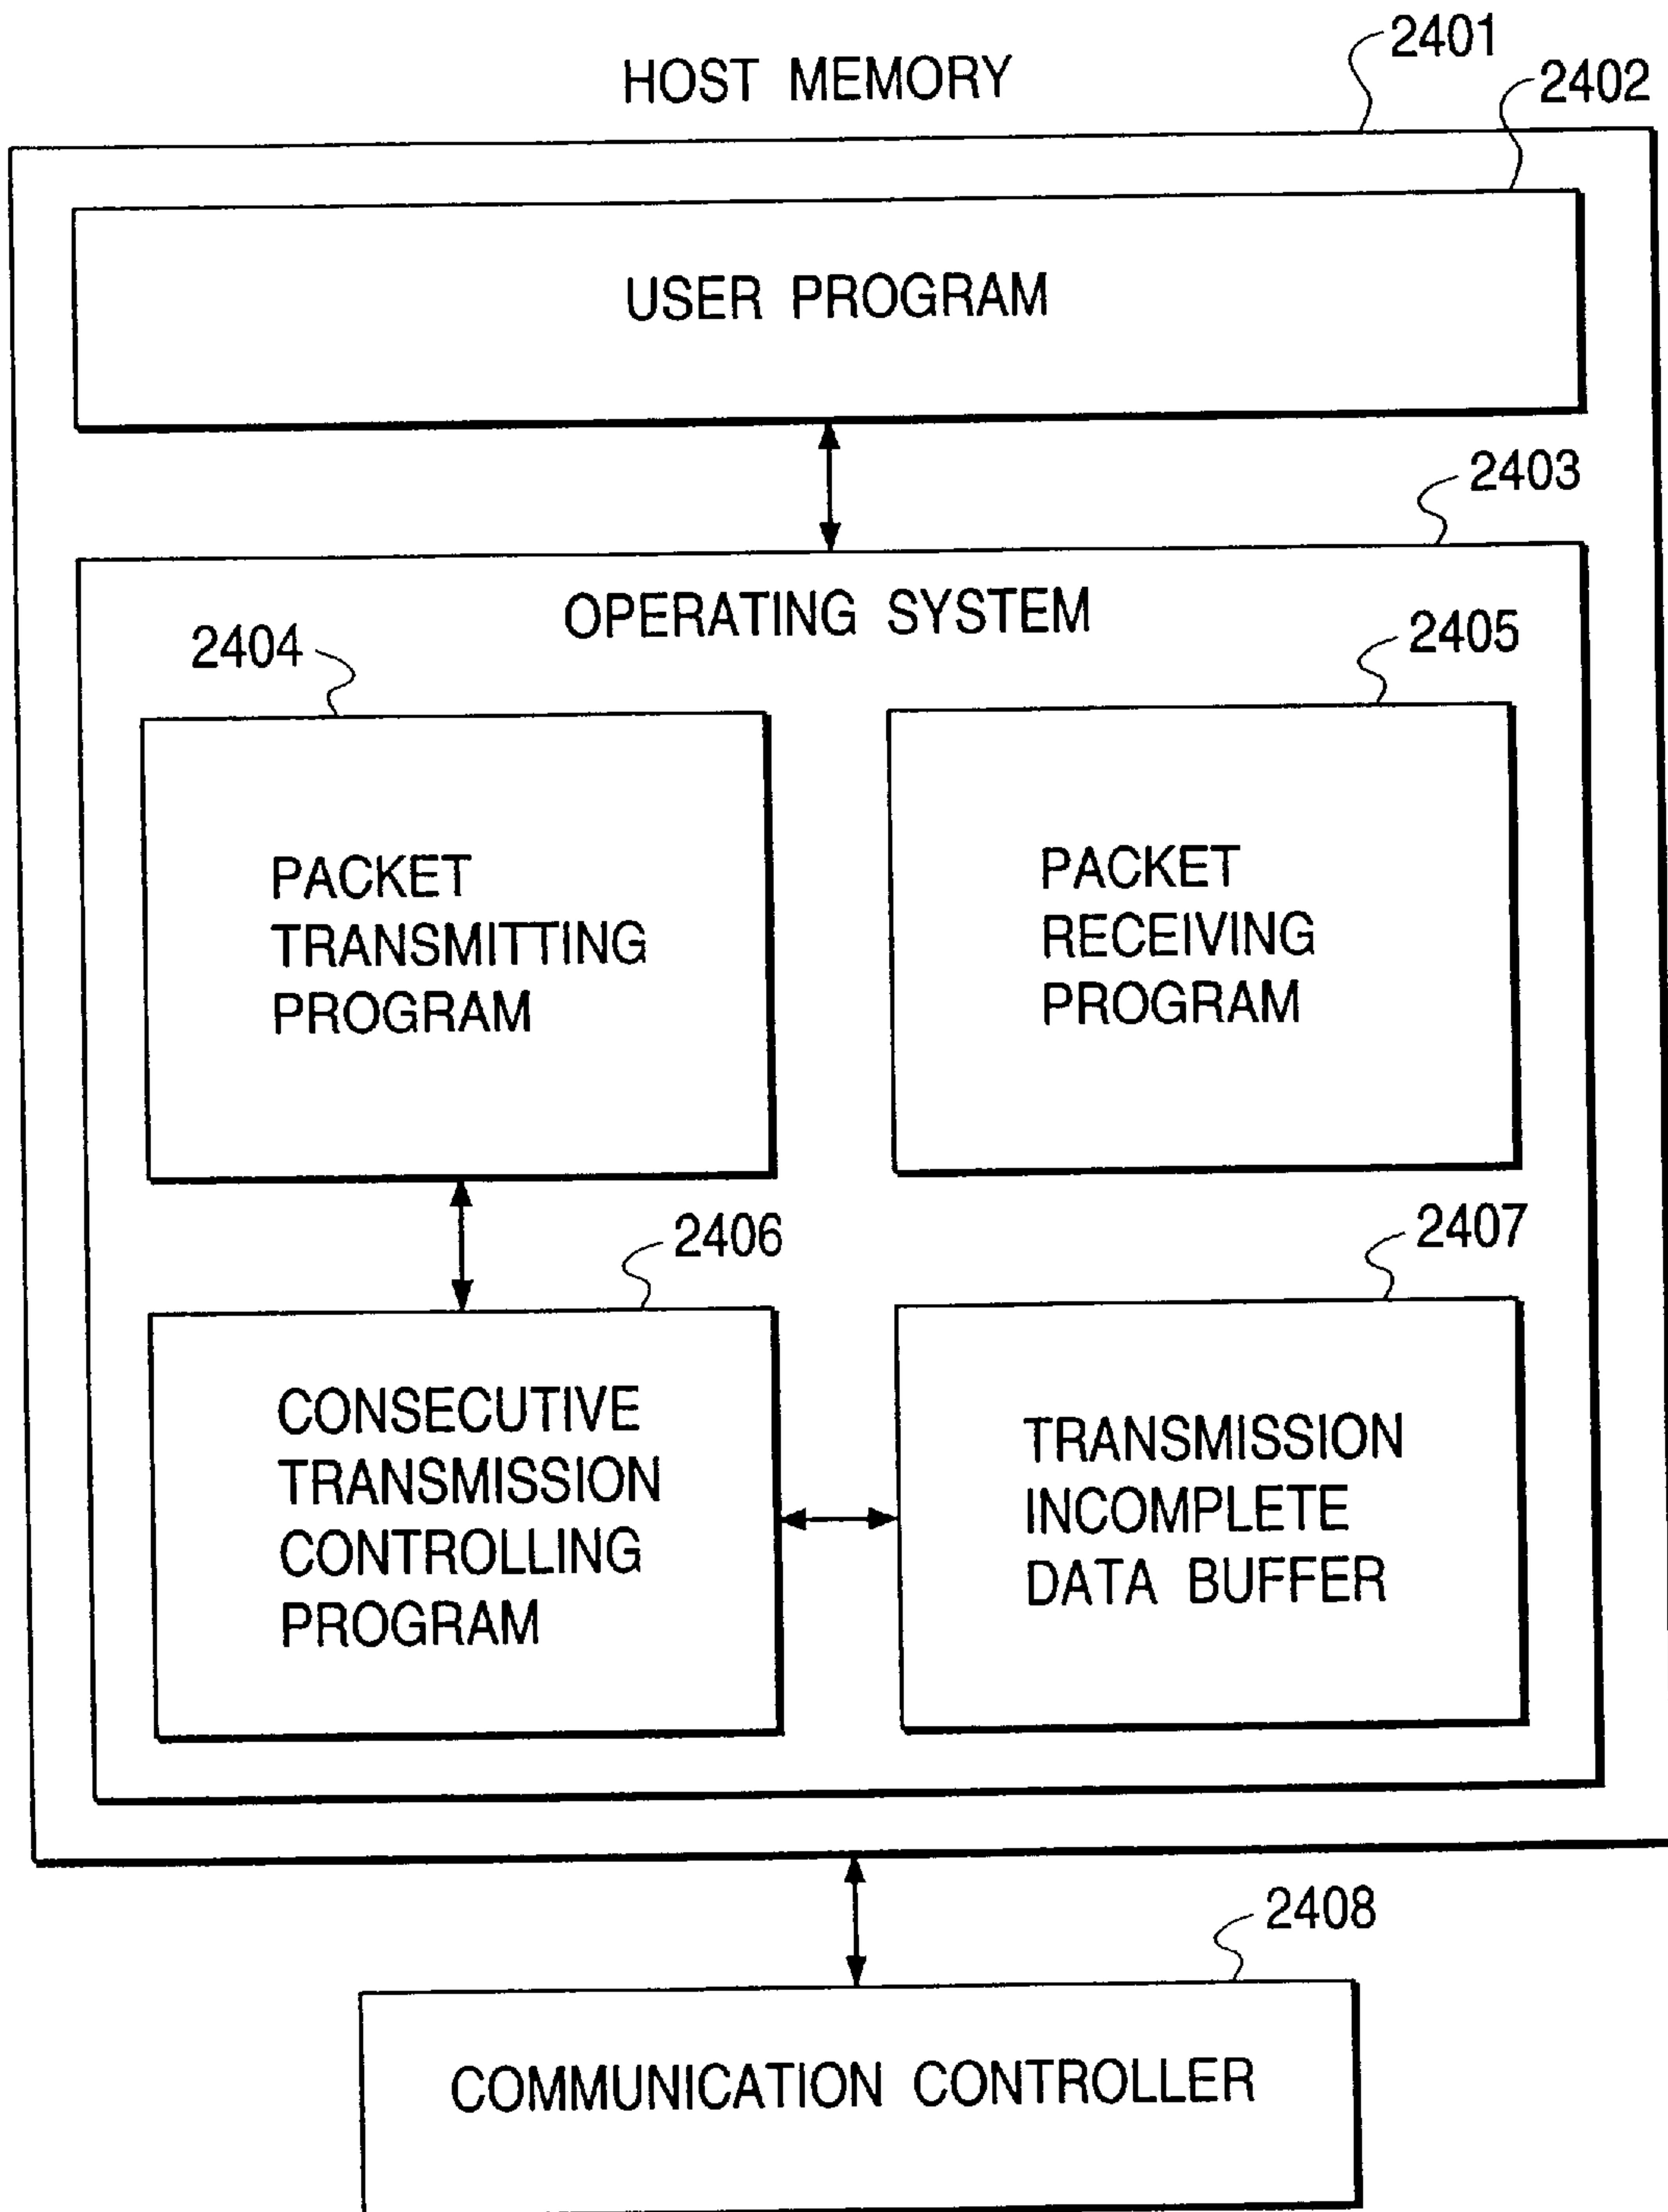 2401
HOST MEMORY
2402
USER PROGRAM
2403
OPERATING SYSTEM
2404
2405
PACKET
TRANSMITTING
PROGRAM
PACKET
RECEIVING
PROGRAM
2406
2407
CONSECUTIVE
TRANSMISSION
CONTROLLING
PROGRAM
TRANSMISSION
INCOMPLETE
DATA BUFFER
2408
COMMUNICATION CONTROLLER